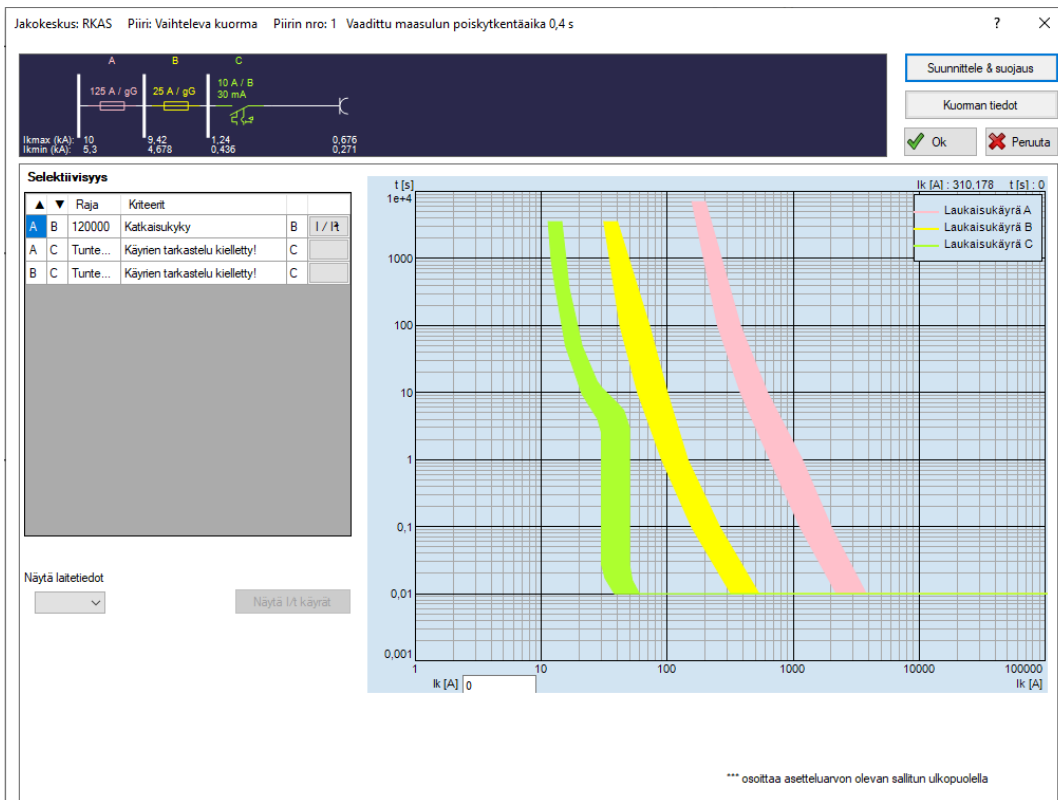 Jakokeskus: RKAS Piiri: Vaihteleva kuorma Piirin nro: 1 Vaadittu maasulun poiskytkentäaika 0,4 s ?
A B C
125 A / gG 25 A / gG 10 A / B
30 mA
Ikmax (kA): 10 9,42 1,24 0,676
Ikmin (kA): 5,3 4,678 0,436 0,271
Suunnittele & suojaus
Kuorman tiedot
Ok Peruuta
Selektiivisyys
▲ ▼ Raja Kriteerit
A B 120000 Katkaisukyky B I / I²t
A C Tunte... Käyrien tarkastelu kielletty! C
B C Tunte... Käyrien tarkastelu kielletty! C
Näytä laitetiedot
Näytä I/t käyrät
t [s] Ik [A] : 310,178 t[s] : 0
1e+4
Laukaisukäyrä A
Laukaisukäyrä B
Laukaisukäyrä C
1000
100
10
1
0,1
0,01
0,001
1 10 100 1000 10000 100000
Ik [A] 0 Ik [A]
*** osoittaa asetteluarvon olevan sallitun ulkopuolella